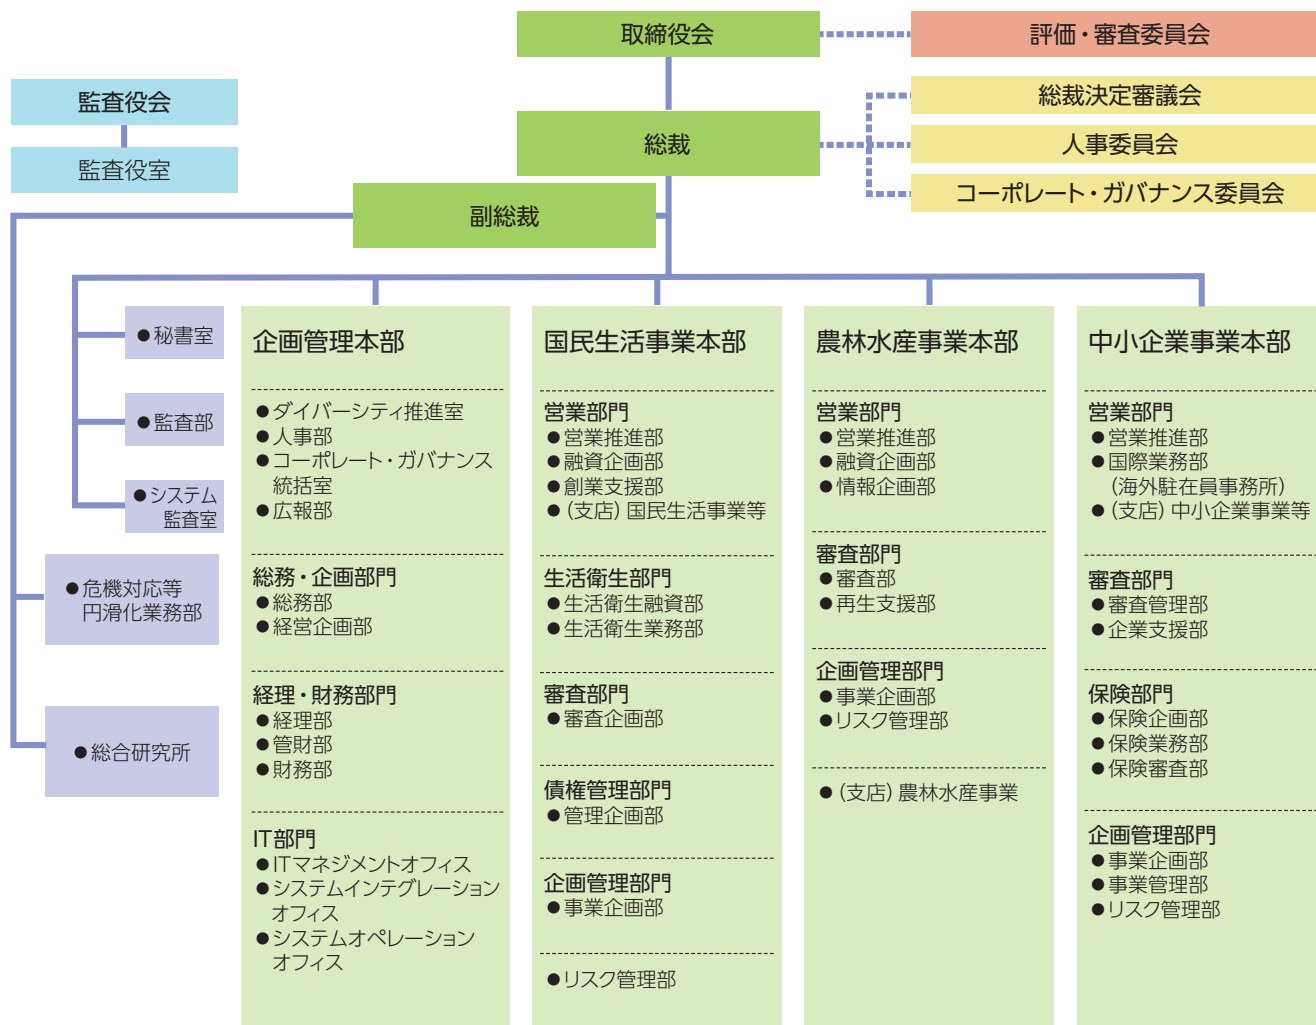 取締役会
評価・審査委員会
監査役会
監査役室
総裁
総裁決定審議会
人事委員会
コーポレート・ガバナンス委員会
副総裁
●秘書室
●監査部
●システム
監査室
●危機対応等
円滑化業務部
●総合研究所
企画管理本部
●ダイバーシティ推進室
●人事部
●コーポレート・ガバナンス
統括室
●広報部
総務・企画部門
●総務部
●経営企画部
経理・財務部門
●経理部
●管財部
●財務部
IT部門
●ITマネジメントオフィス
●システムインテグレーション
オフィス
●システムオペレーション
オフィス
国民生活事業本部
営業部門
●営業推進部
●融資企画部
●創業支援部
●(支店)国民生活事業等
生活衛生部門
●生活衛生融資部
●生活衛生業務部
審査部門
●審査企画部
債権管理部門
●管理企画部
企画管理部門
●事業企画部
●リスク管理部
農林水産事業本部
営業部門
●営業推進部
●融資企画部
●情報企画部
審査部門
●審査部
●再生支援部
企画管理部門
●事業企画部
●リスク管理部
●(支店)農林水産事業
中小企業事業本部
営業部門
●営業推進部
●国際業務部
(海外駐在員事務所)
●(支店)中小企業事業等
審査部門
●審査管理部
●企業支援部
保険部門
●保険企画部
●保険業務部
●保険審査部
企画管理部門
●事業企画部
●事業管理部
●リスク管理部